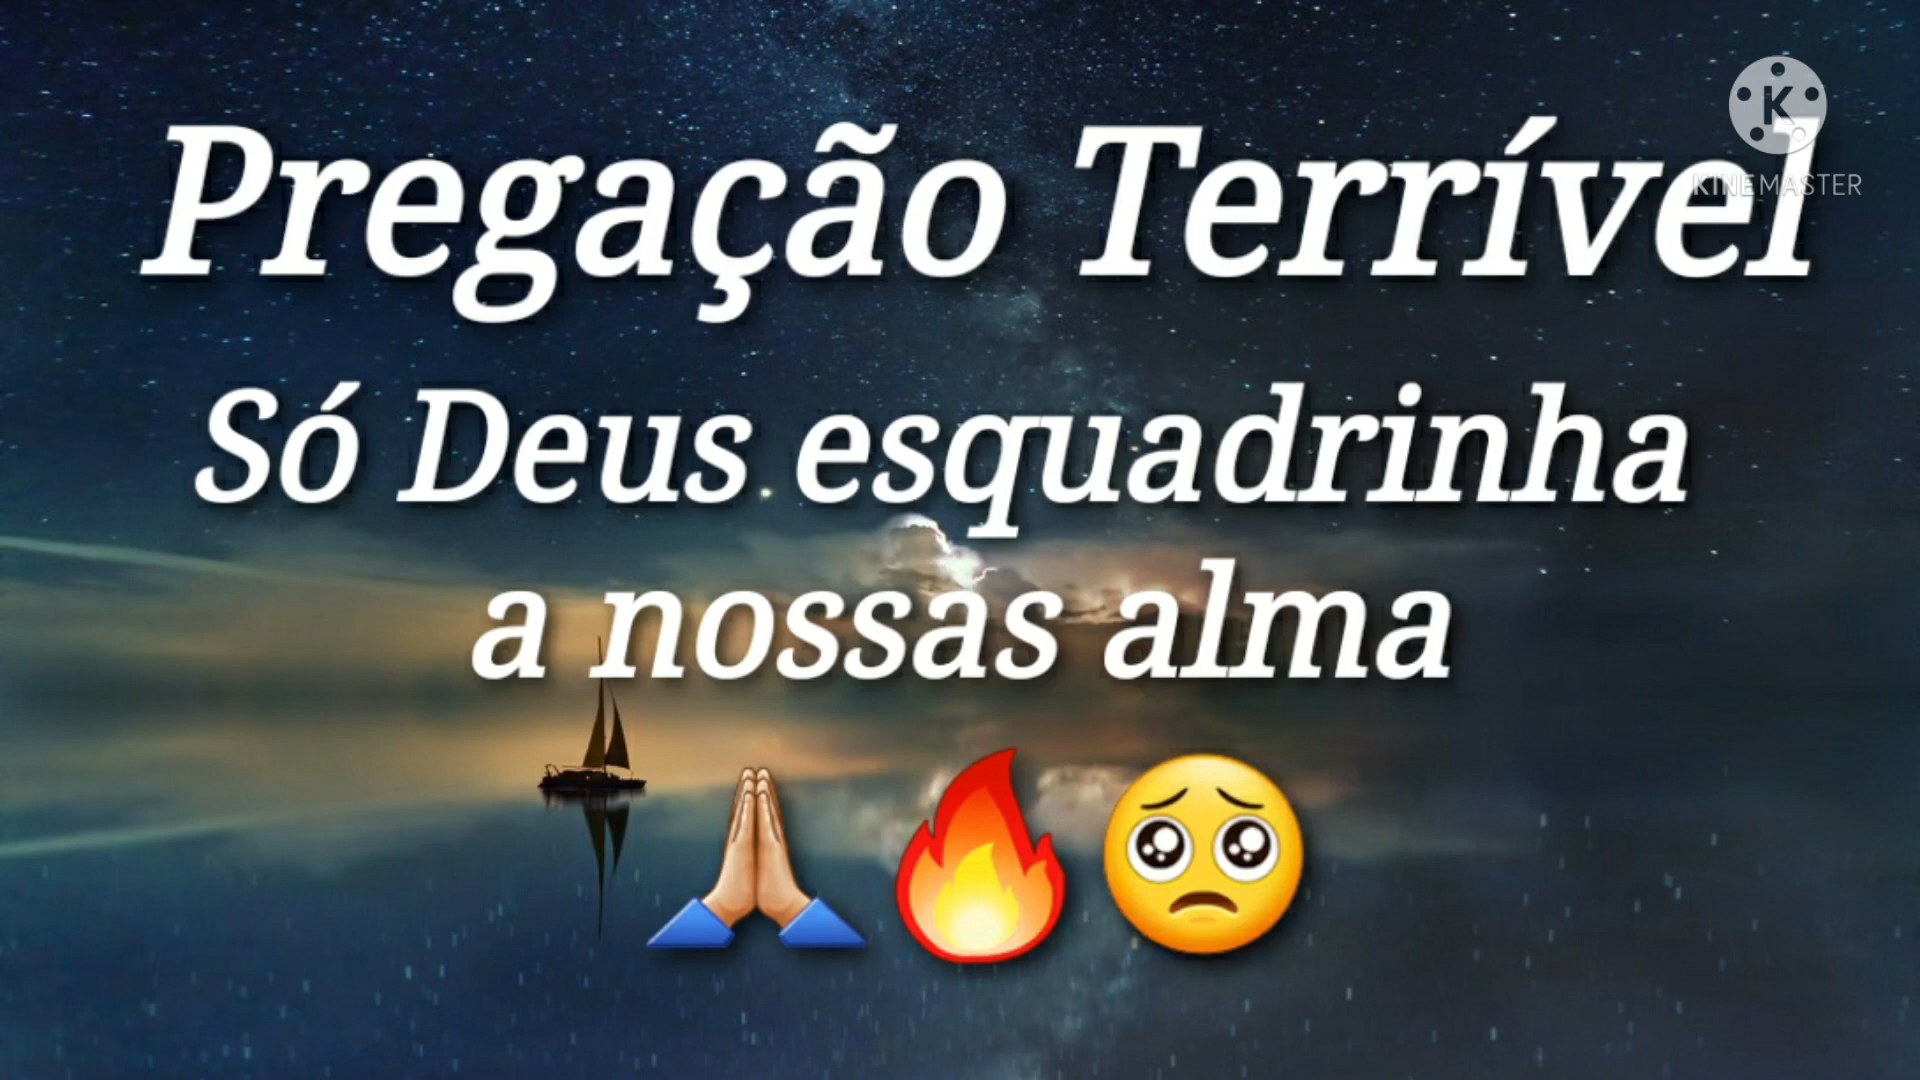 Pregação Terrível
KINEMASTER
Só Deus esquadrinha
a nossas alma